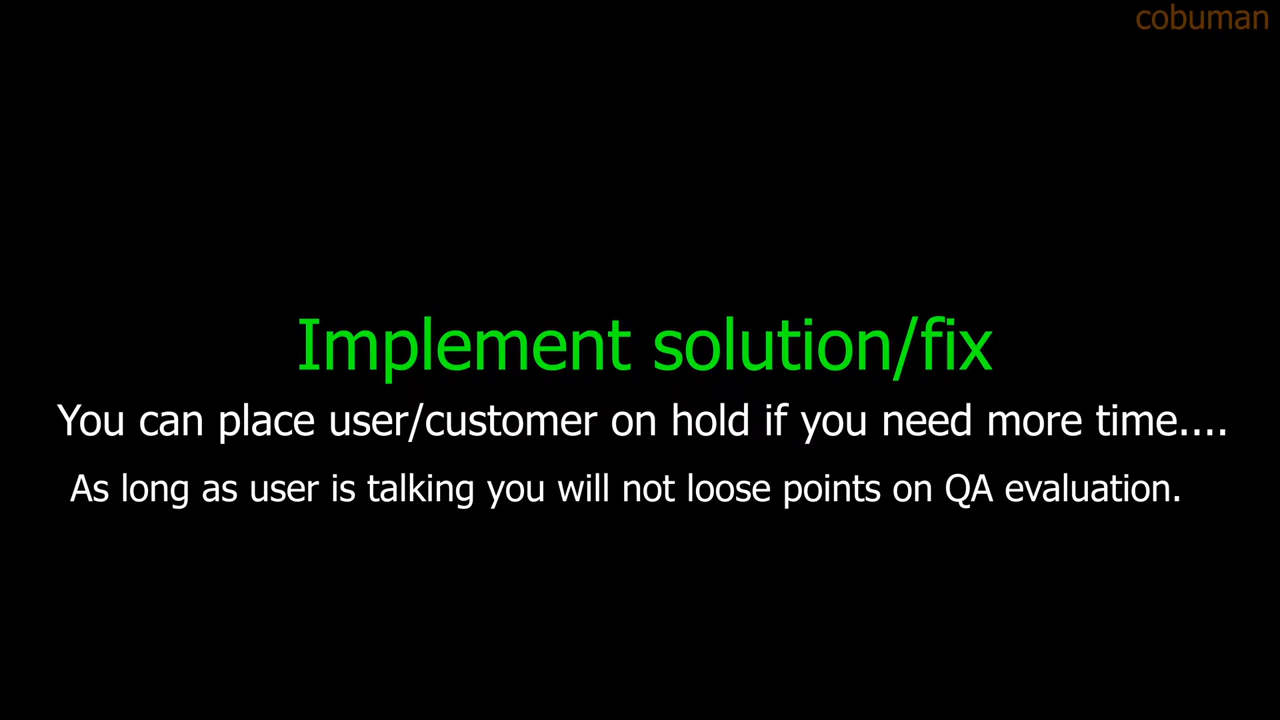 cobuman
Implement solution/fix
You can place user/customer on hold if you need more time....
As long as user is talking you will not loose points on QA evaluation.